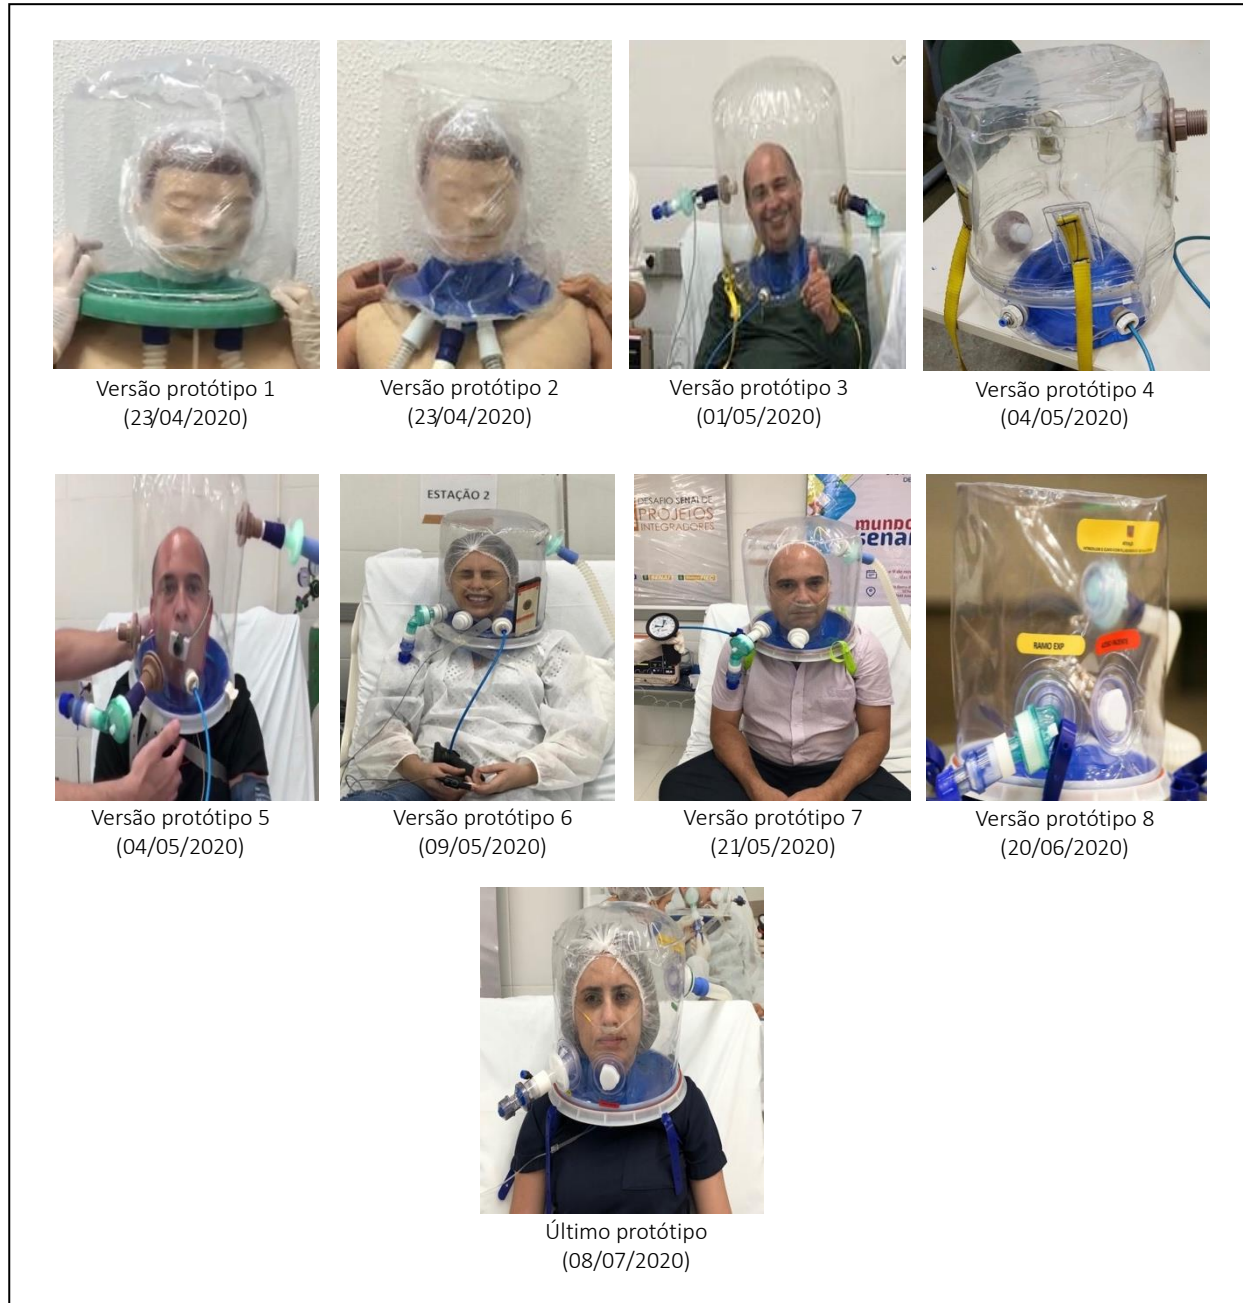 Versão protótipo 1
(23/04/2020)
Versão protótipo 2
(23/04/2020)
Versão protótipo 3
(01/05/2020)
Versão protótipo 4
(04/05/2020)
ESTAÇÃO 2
DESAFIO SENAI DE
PROJETOS
INTEGRADORES
mundo
senai
RAMO EXP
Versão protótipo 5
(04/05/2020)
Versão protótipo 6
(09/05/2020)
Versão protótipo 7
(21/05/2020)
Versão protótipo 8
(20/06/2020)
Último protótipo
(08/07/2020)